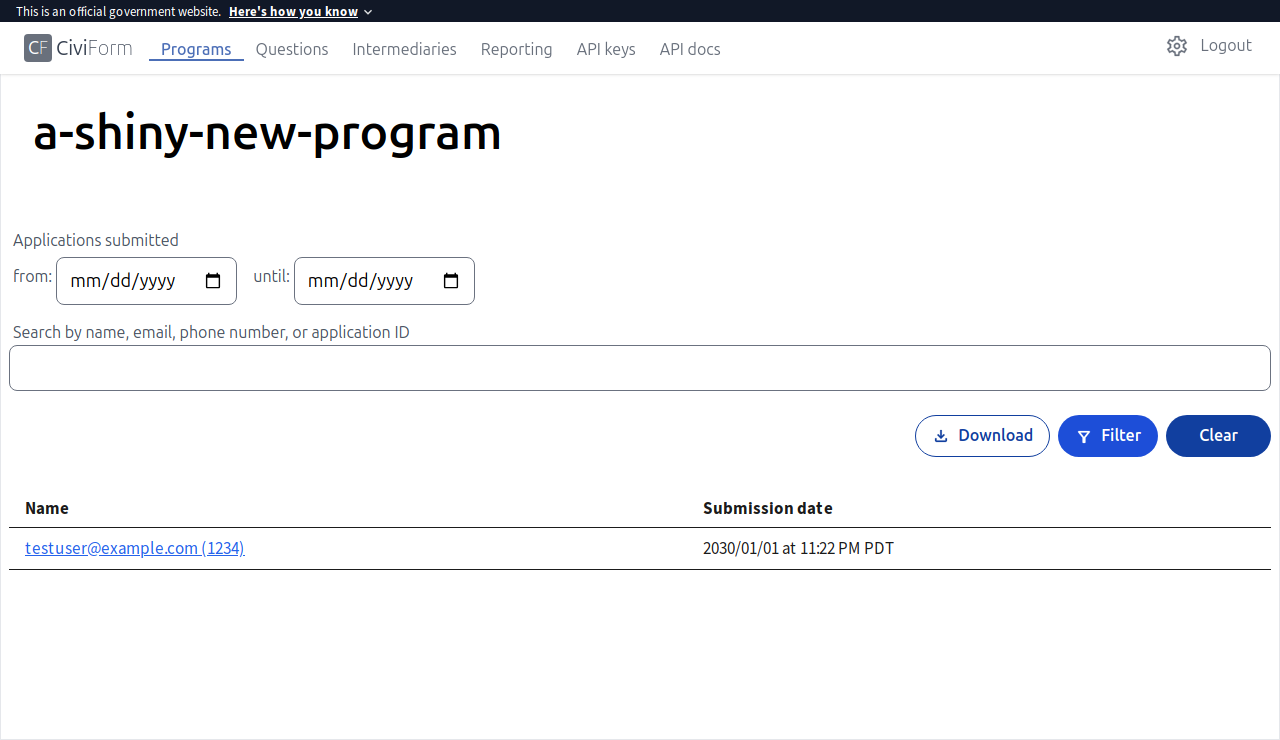 This is an official government website. Here's how you know
CF CiviForm Programs Questions Intermediaries Reporting API keys API docs Logout
a-shiny-new-program
Applications submitted
from: mm/dd/yyyy until: mm/dd/yyyy
Search by name, email, phone number, or application ID
Download Filter Clear
Name Submission date
testuser@example.com (1234) 2030/01/01 at 11:22 PM PDT